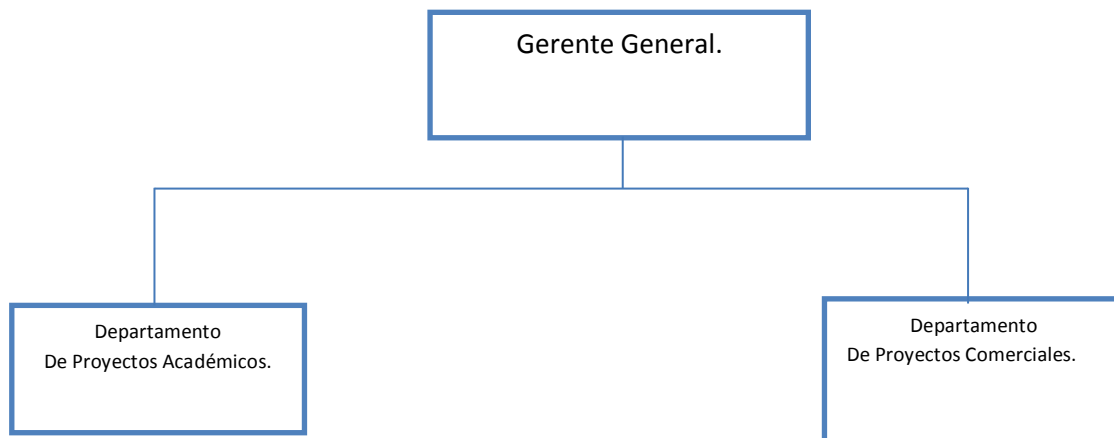 Gerente General.
Departamento
De Proyectos Académicos.
Departamento
De Proyectos Comerciales.